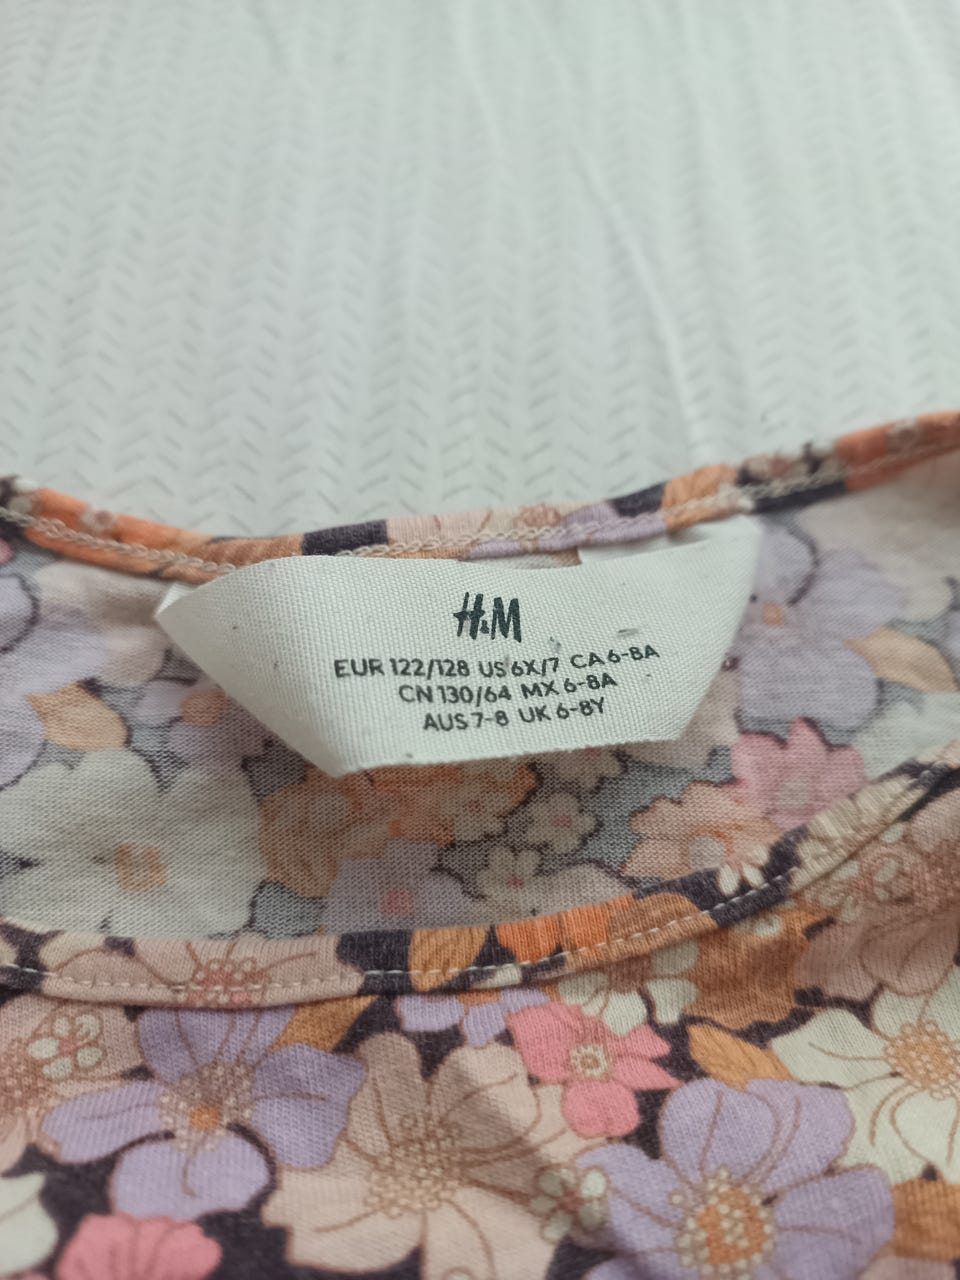 H&M
EUR 122/128 US 6X/7 CA 6-8A
CN 130/64 MX 6-8A
AUS 7-8 UK 6-8Y